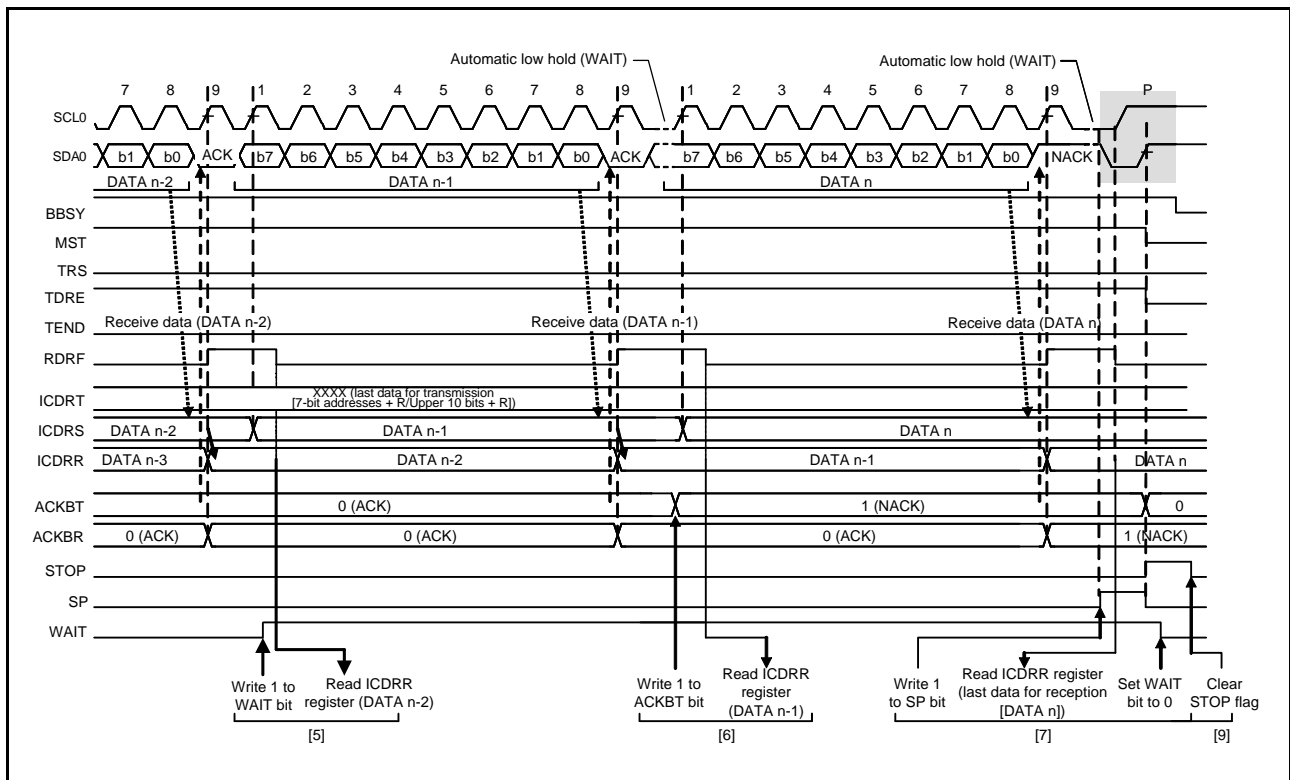 Automatic low hold (WAIT)
Automatic low hold (WAIT)
7 8 9 1 2 3 4 5 6 7 8 9 1 2 3 4 5 6 7 8 9 P
SCL0
SDA0 b1 b0 ACK b7 b6 b5 b4 b3 b2 b1 b0 ACK b7 b6 b5 b4 b3 b2 b1 b0 NACK
DATA n-2 DATA n-1 DATA n
BBSY
MST
TRS
TDRE
TEND Receive data (DATA n-2) Receive data (DATA n-1) Receive data (DATA n)
RDRF
ICDRT XXXX (last data for transmission
[7-bit addresses + R/Upper 10 bits + R])
ICDRS DATA n-2 DATA n-1 DATA n
ICDRR DATA n-3 DATA n-2 DATA n-1 DATA n
ACKBT 0 (ACK) 1 (NACK) 0
ACKBR 0 (ACK) 0 (ACK) 0 (ACK) 1 (NACK)
STOP
SP
WAIT
Write 1 to
WAIT bit
Read ICDRR
register (DATA n-2)
[5]
Write 1 to
ACKBT bit
Read ICDRR
register
(DATA n-1)
[6]
Write 1
to SP bit
Read ICDRR register
(last data for reception
[DATA n])
Set WAIT
bit to 0
[7]
Clear
STOP flag
[9]